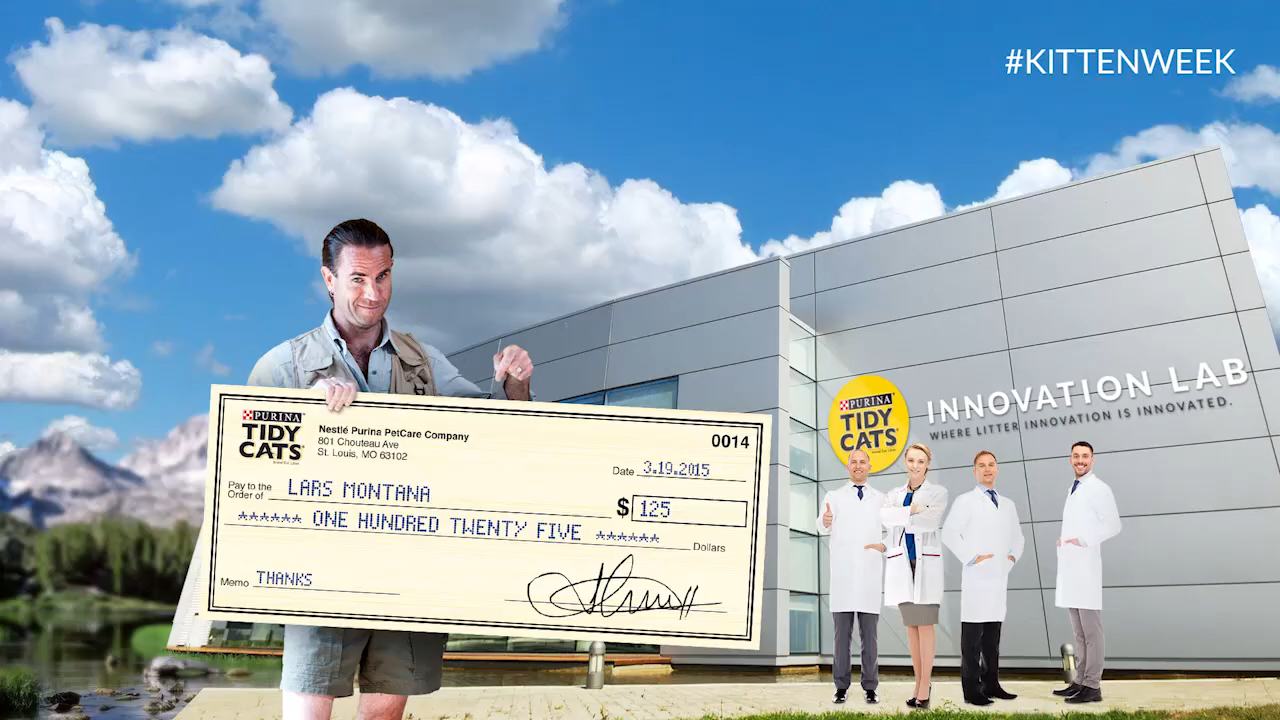 #KITTENWEEK
PURINA
TIDY
CATS
INNOVATION LAB
WHERE LITTER INNOVATION IS INNOVATED.
PURINA
TIDY
CATS
Nestlé Purina PetCare Company
801 Chouteau Ave
St. Louis, MO 63102
0014
Date 3.19.2015
Pay to the
Order of LARS MONTANA
$ 125
****** ONE HUNDRED TWENTY FIVE ****** Dollars
Memo THANKS